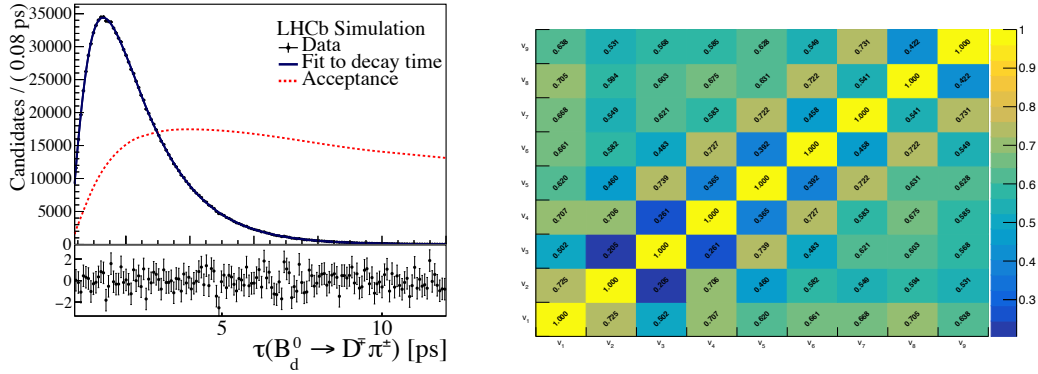 LHCb Simulation
Data
Fit to decay time
Acceptance
Candidates / ( 0.08 ps)
35000
30000
25000
20000
15000
10000
5000
0
2
0
−2
5 10
τ(B⁰_d → D^∓ π^±) [ps]
v₉ 0.638 0.531 0.568 0.585 0.628 0.549 0.731 0.422 1.000
v₈ 0.705 0.594 0.603 0.675 0.631 0.722 0.541 1.000 0.422
v₇ 0.668 0.549 0.621 0.583 0.722 0.458 1.000 0.541 0.731
v₆ 0.661 0.582 0.483 0.727 0.392 1.000 0.458 0.722 0.549
v₅ 0.620 0.460 0.739 0.365 1.000 0.392 0.722 0.631 0.628
v₄ 0.707 0.261 1.000 0.365 0.727 0.583 0.675 0.585
v₃ 0.502 1.000 0.261 0.739 0.483 0.621 0.603 0.568
v₂ 0.725 1.000 0.706 0.460 0.582 0.549 0.594 0.531
v₁ 1.000 0.725 0.502 0.707 0.620 0.661 0.668 0.705 0.638
v₁ v₂ v₃ v₄ v₅ v₆ v₇ v₈ v₉
1
0.9
0.8
0.7
0.6
0.5
0.4
0.3